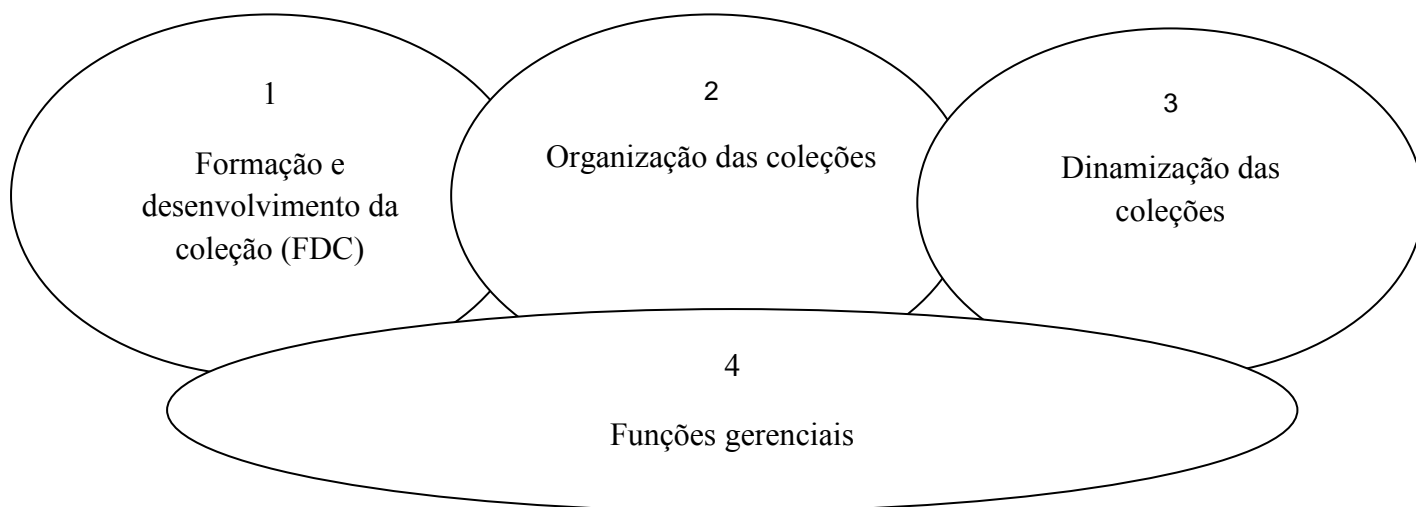 1
Formação e
desenvolvimento da
coleção (FDC)
2
Organização das coleções
3
Dinamização das
coleções
4
Funções gerenciais